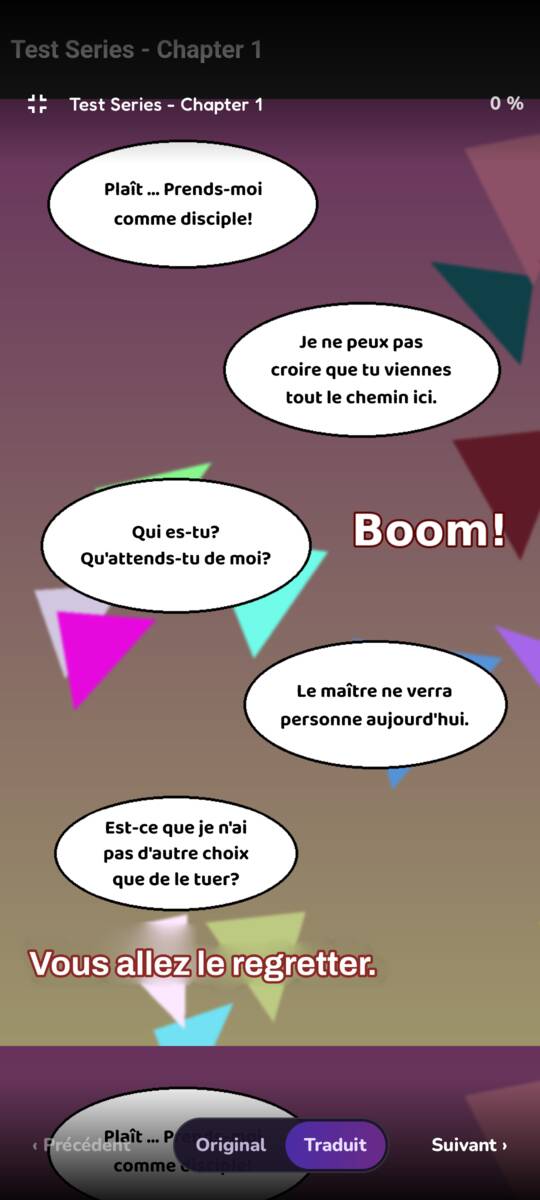 Test Series - Chapter 1
Test Series - Chapter 1
0 %
Plaît ... Prends-moi
comme disciple!
Je ne peux pas
croire que tu viennes
tout le chemin ici.
Qui es-tu?
Qu'attends-tu de moi?
Boom!
Le maître ne verra
personne aujourd'hui.
Est-ce que je n'ai
pas d'autre choix
que de le tuer?
Vous allez le regretter.
Plaît ...
‹ Précédent
Original
Traduit
Suivant ›
comme